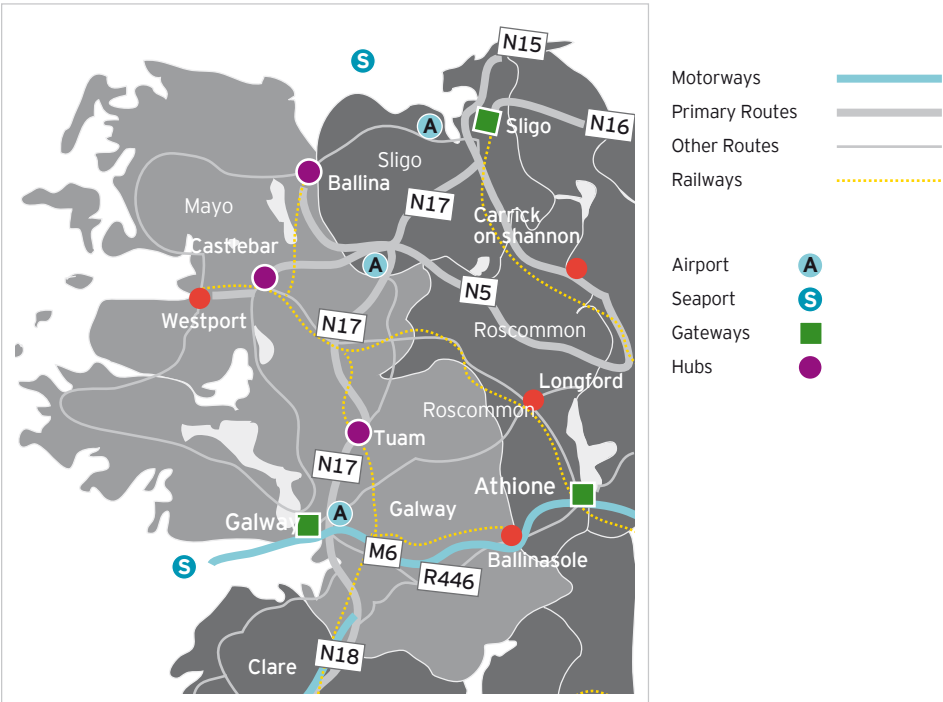 N15
S
A
Sligo
N16
Sligo
Ballina
N17
Mayo
Carrick
on shannon
Castlebar
A
N5
Westport
N17
Roscommon
Longford
Roscommon
Tuam
N17
Athlone
A
Galway
Galway
M6
Ballinasole
S
R446
N18
Clare
Motorways
Primary Routes
Other Routes
Railways
Airport A
Seaport S
Gateways
Hubs